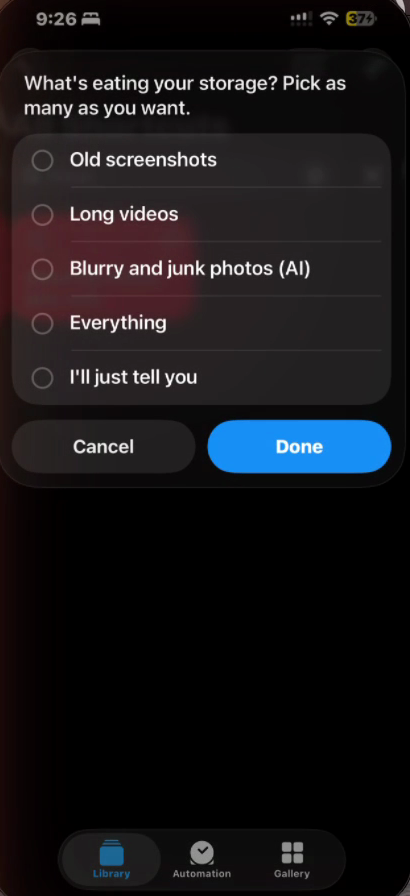 9:26
37
What's eating your storage? Pick as
many as you want.
Old screenshots
Long videos
Blurry and junk photos (AI)
Everything
I'll just tell you
Cancel
Done
Library
Automation
Gallery